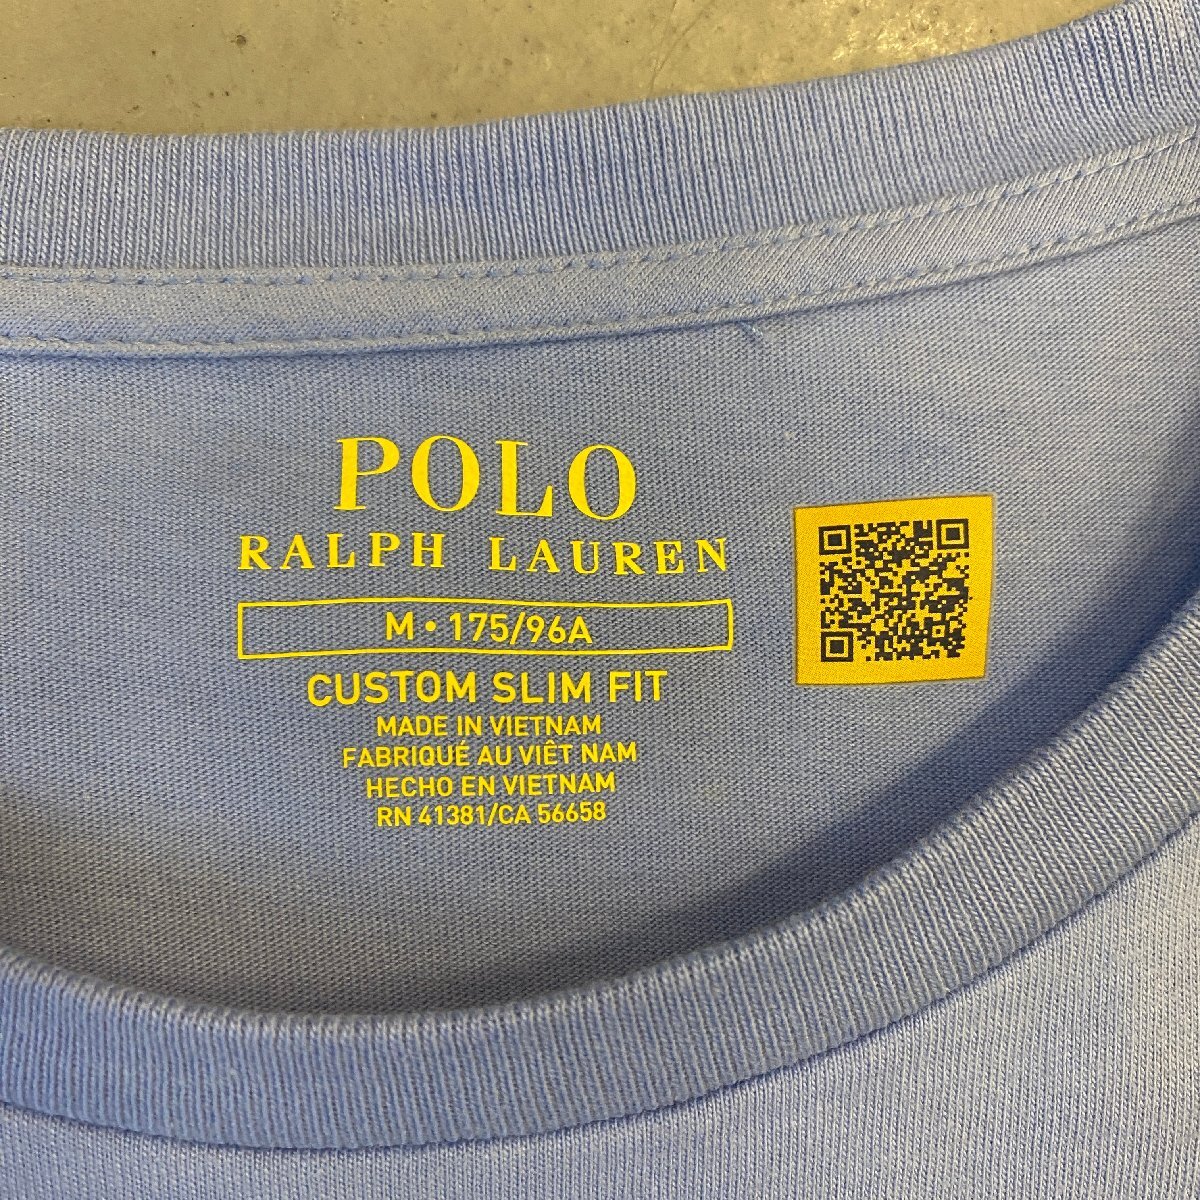 POLO
RALPH LAUREN
M • 175/96A
CUSTOM SLIM FIT
MADE IN VIETNAM
FABRIQUÉ AU VIÊT NAM
HECHO EN VIETNAM
RN 41381/CA 56658